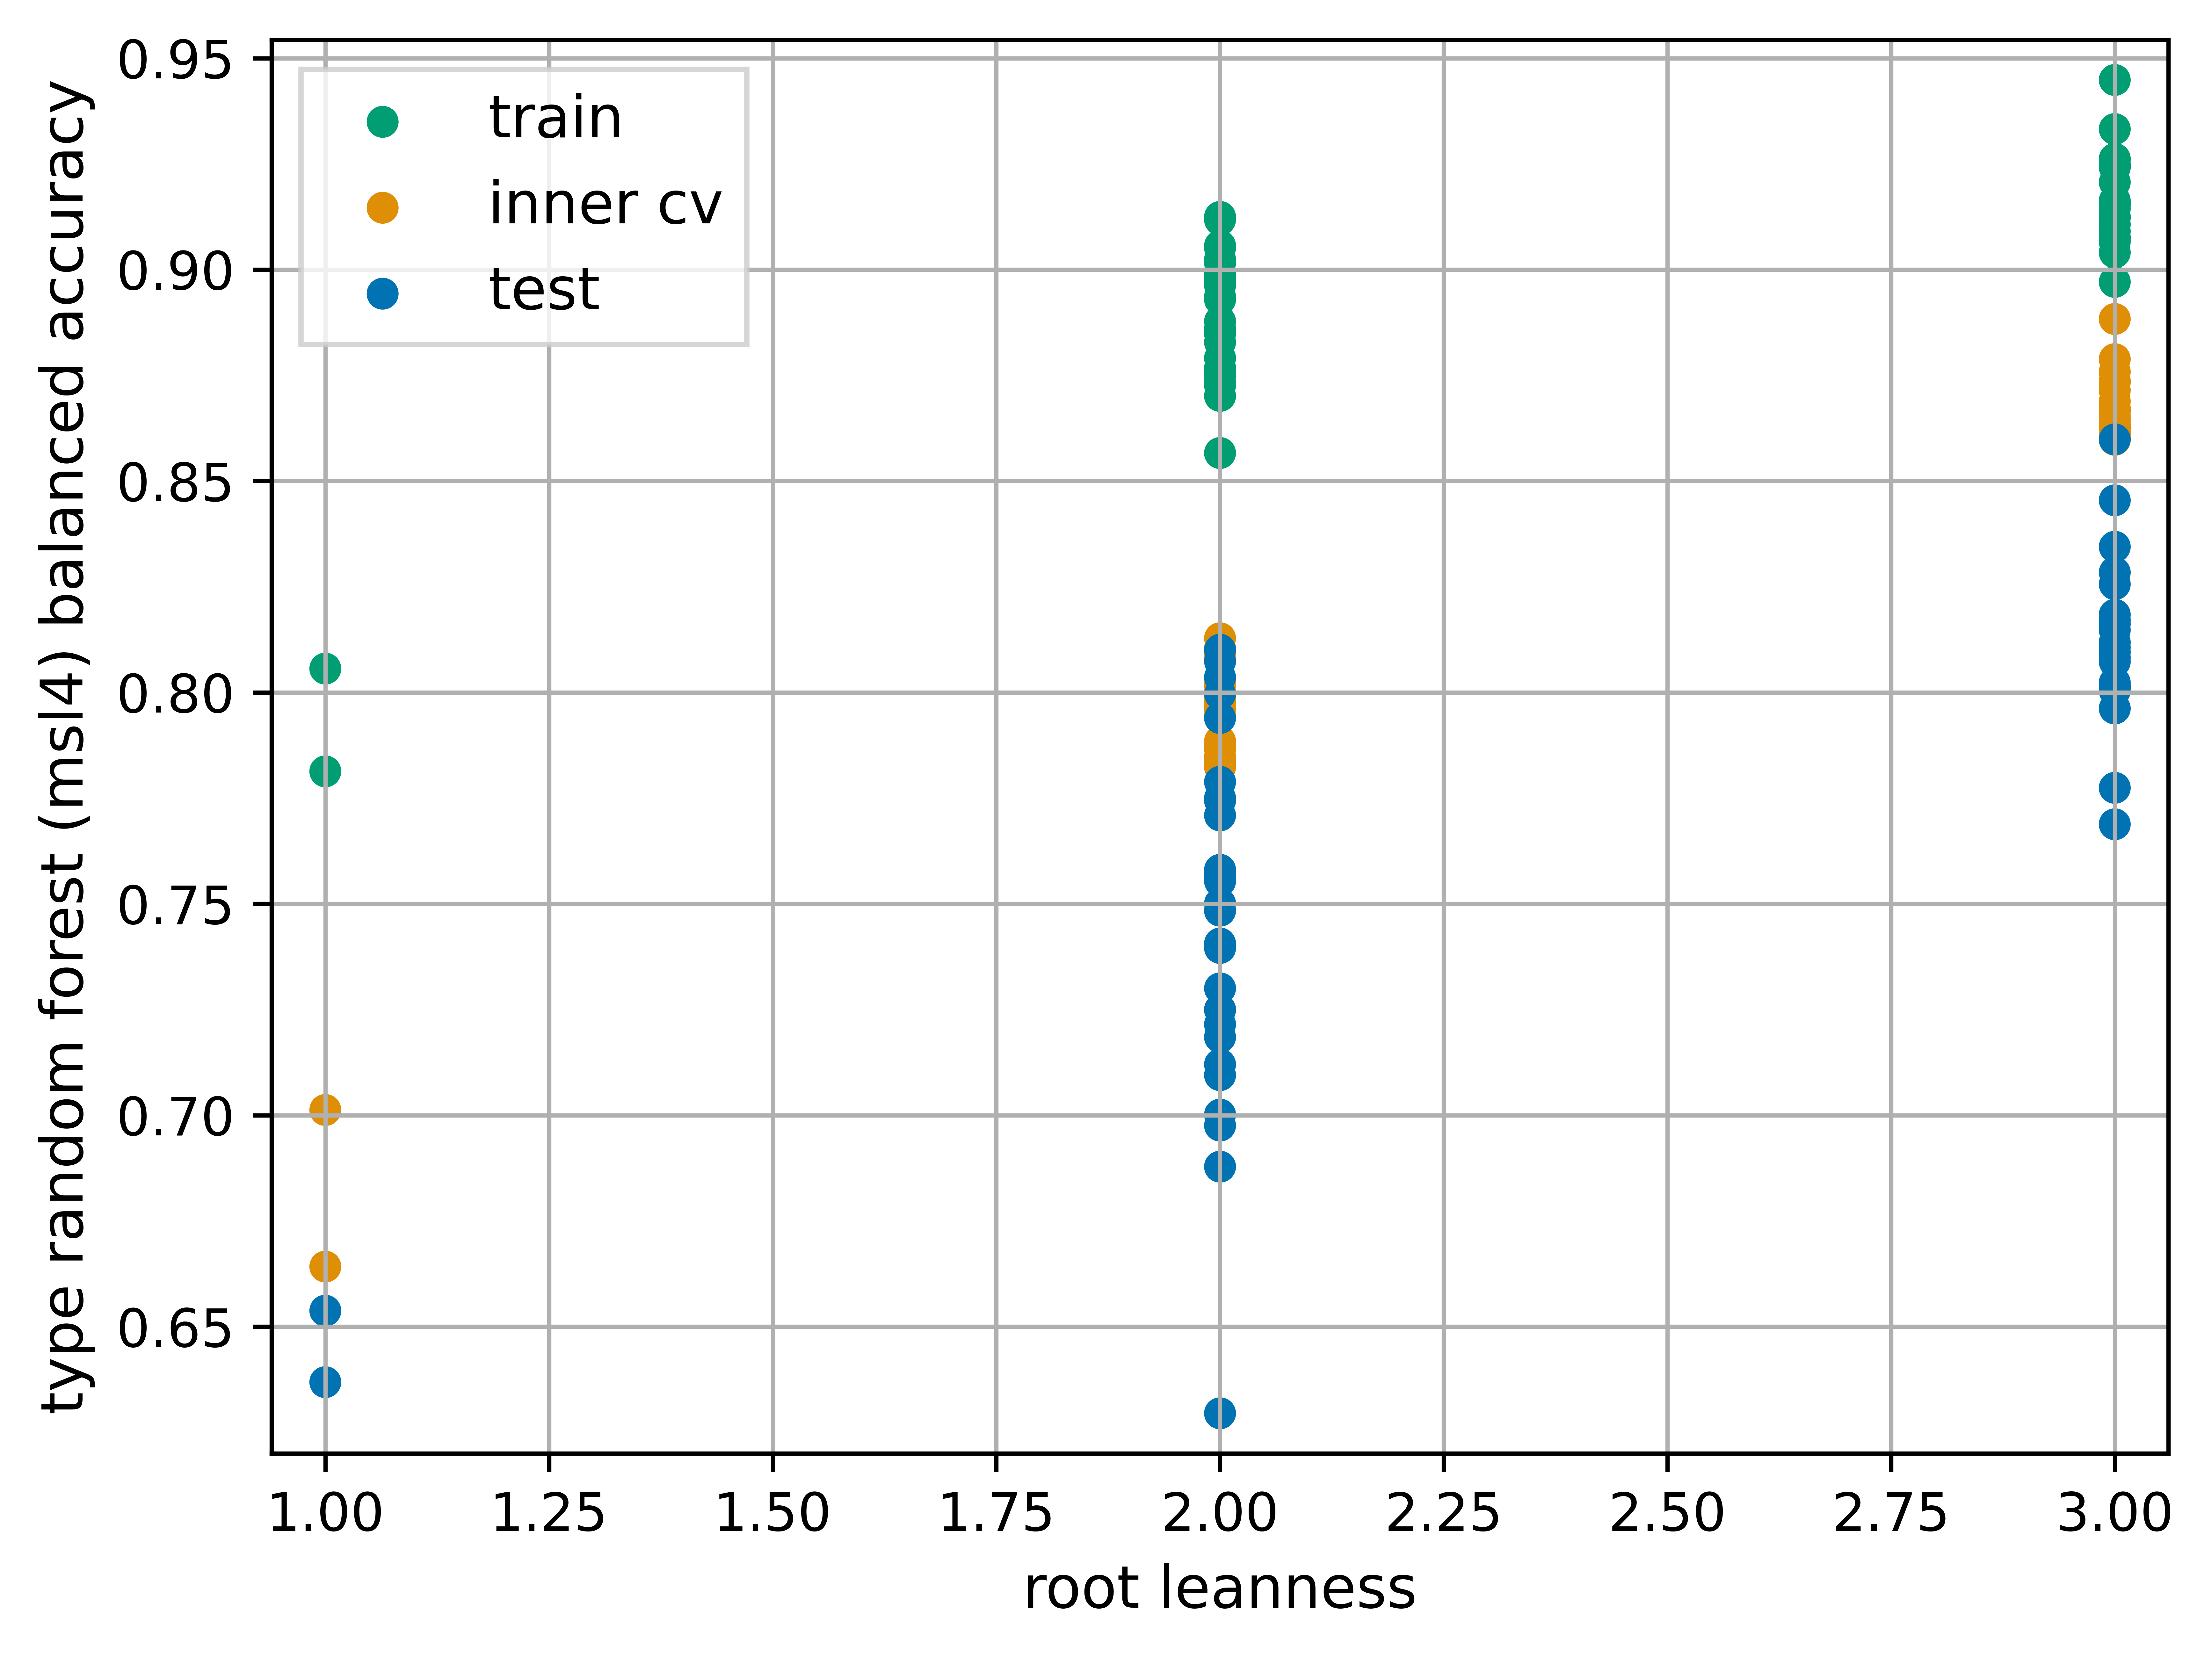 type random forest (msl4) balanced accuracy
0.95
0.90
0.85
0.80
0.75
0.70
0.65
train
inner cv
test
1.00 1.25 1.50 1.75 2.00 2.25 2.50 2.75 3.00
root leanness